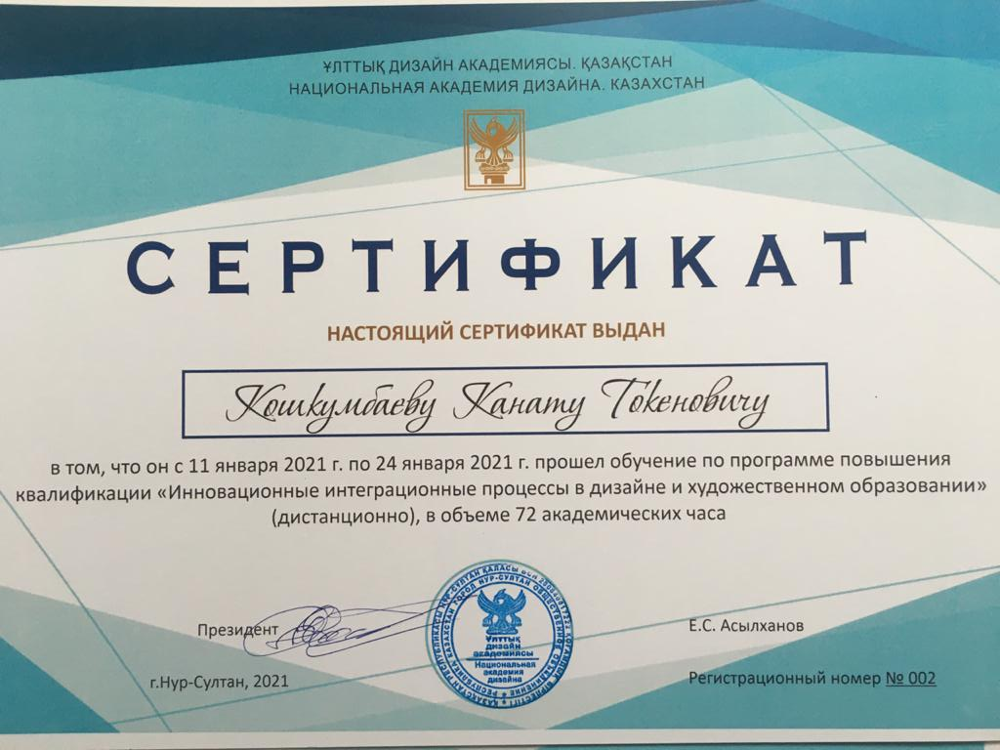 ҰЛТТЫҚ ДИЗАЙН АКАДЕМИЯСЫ. ҚАЗАҚСТАН
НАЦИОНАЛЬНАЯ АКАДЕМИЯ ДИЗАЙНА. КАЗАХСТАН
СЕРТИФИКАТ
НАСТОЯЩИЙ СЕРТИФИКАТ ВЫДАН
Кошкумбаеву Канату Токеновичу
в том, что он с 11 января 2021 г. по 24 января 2021 г. прошел обучение по программе повышения
квалификации «Инновационные интеграционные процессы в дизайне и художественном образовании»
(дистанционно), в объеме 72 академических часа
Президент
Е.С. Асылханов
г.Нур-Султан, 2021
Регистрационный номер № 002
Ұлттық
дизайн
академиясы
Национальная
академия
дизайна